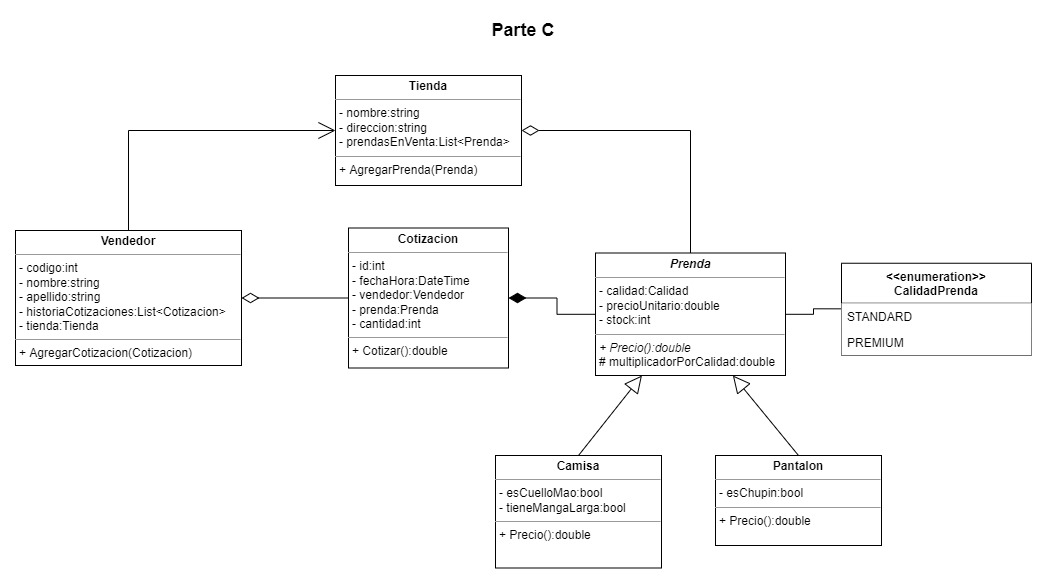 Parte C
Tienda
- nombre:string
- direccion:string
- prendasEnVenta:List<Prenda>
+ AgregarPrenda(Prenda)
Vendedor
- codigo:int
- nombre:string
- apellido:string
- historiaCotizaciones:List<Cotizacion>
- tienda:Tienda
+ AgregarCotizacion(Cotizacion)
Cotizacion
- id:int
- fechaHora:DateTime
- vendedor:Vendedor
- prenda:Prenda
- cantidad:int
+ Cotizar():double
Prenda
- calidad:Calidad
- precioUnitario:double
- stock:int
+ Precio():double
# multiplicadorPorCalidad:double
<<enumeration>>
CalidadPrenda
STANDARD
PREMIUM
Camisa
- esCuelloMao:bool
- tieneMangaLarga:bool
+ Precio():double
Pantalon
- esChupin:bool
+ Precio():double